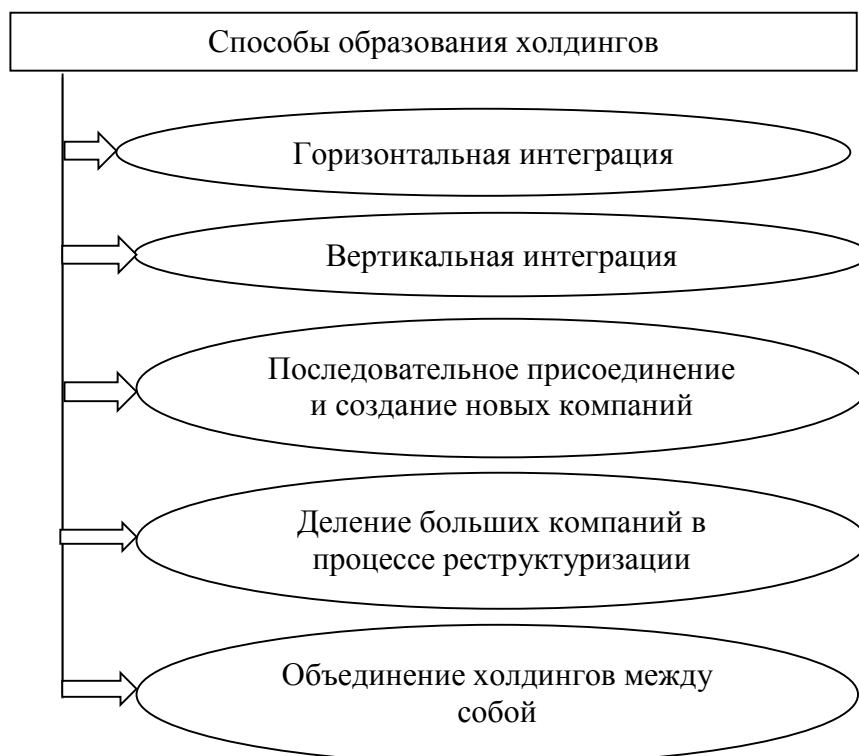 Способы образования холдингов
Горизонтальная интеграция
Вертикальная интеграция
Последовательное присоединение
и создание новых компаний
Деление больших компаний в
процессе реструктуризации
Объединение холдингов между
собой